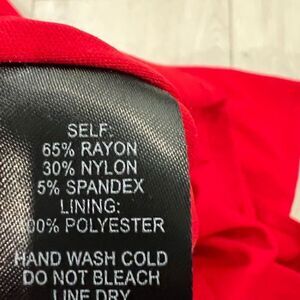 SELF:
65% RAYON
30% NYLON
5% SPANDEX
LINING:
100% POLYESTER
HAND WASH COLD
DO NOT BLEACH
LINE DRY